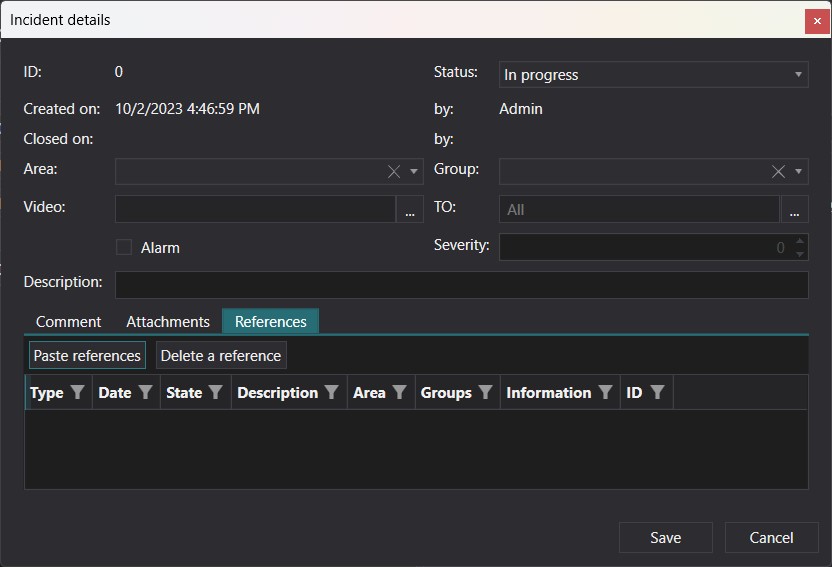 Incident details
ID: 0 Status: In progress
Created on: 10/2/2023 4:46:59 PM by: Admin
Closed on: by:
Area: Group:
Video: ... TO: All ...
Alarm Severity: 0
Description:
Comment Attachments References
Paste references Delete a reference
Type Date State Description Area Groups Information ID
Save Cancel